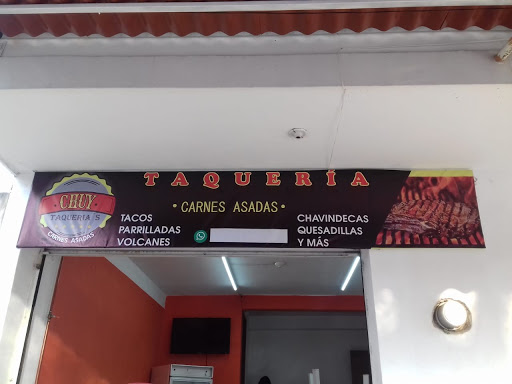 CHUY
TAQUERIA,S
CARNES ASADAS
TAQUERÍA
· CARNES ASADAS ·
TACOS
PARRILLADAS
VOLCANES
CHAVINDECAS
QUESADILLAS
Y MÁS